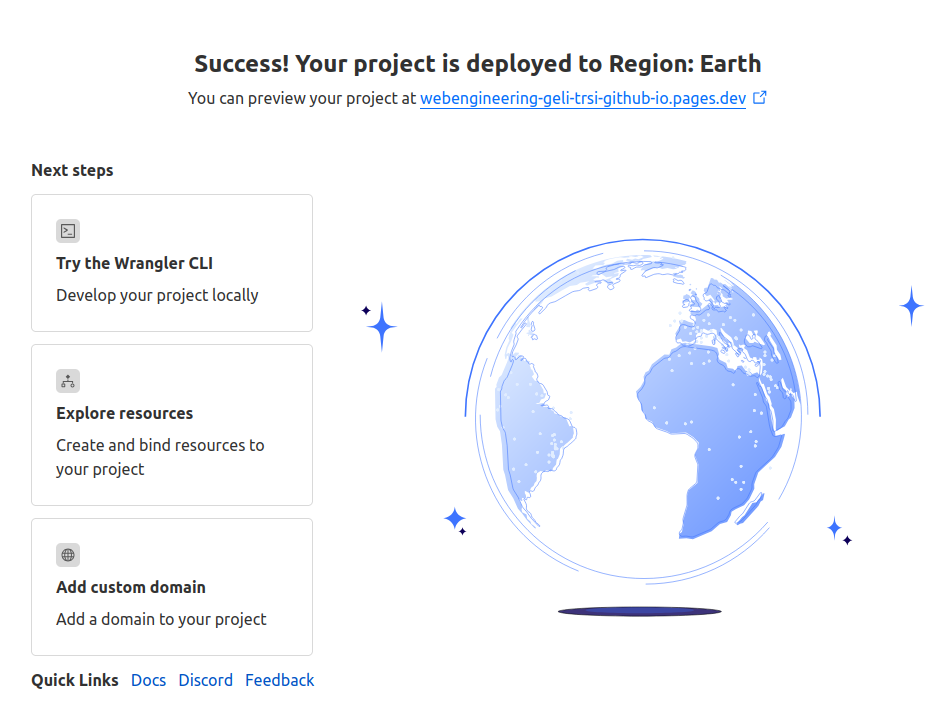 Success! Your project is deployed to Region: Earth
You can preview your project at webengineering-geli-trsi-github-io.pages.dev
Next steps
Try the Wrangler CLI
Develop your project locally
Explore resources
Create and bind resources to
your project
Add custom domain
Add a domain to your project
Quick Links Docs Discord Feedback